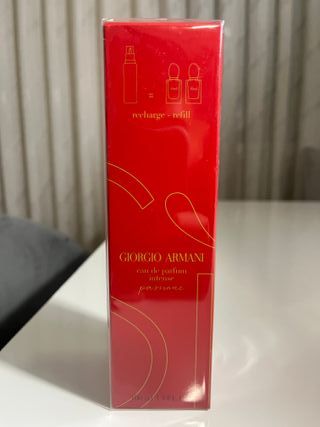 recharge - refill
GIORGIO ARMANI
eau de parfum
intense
passione